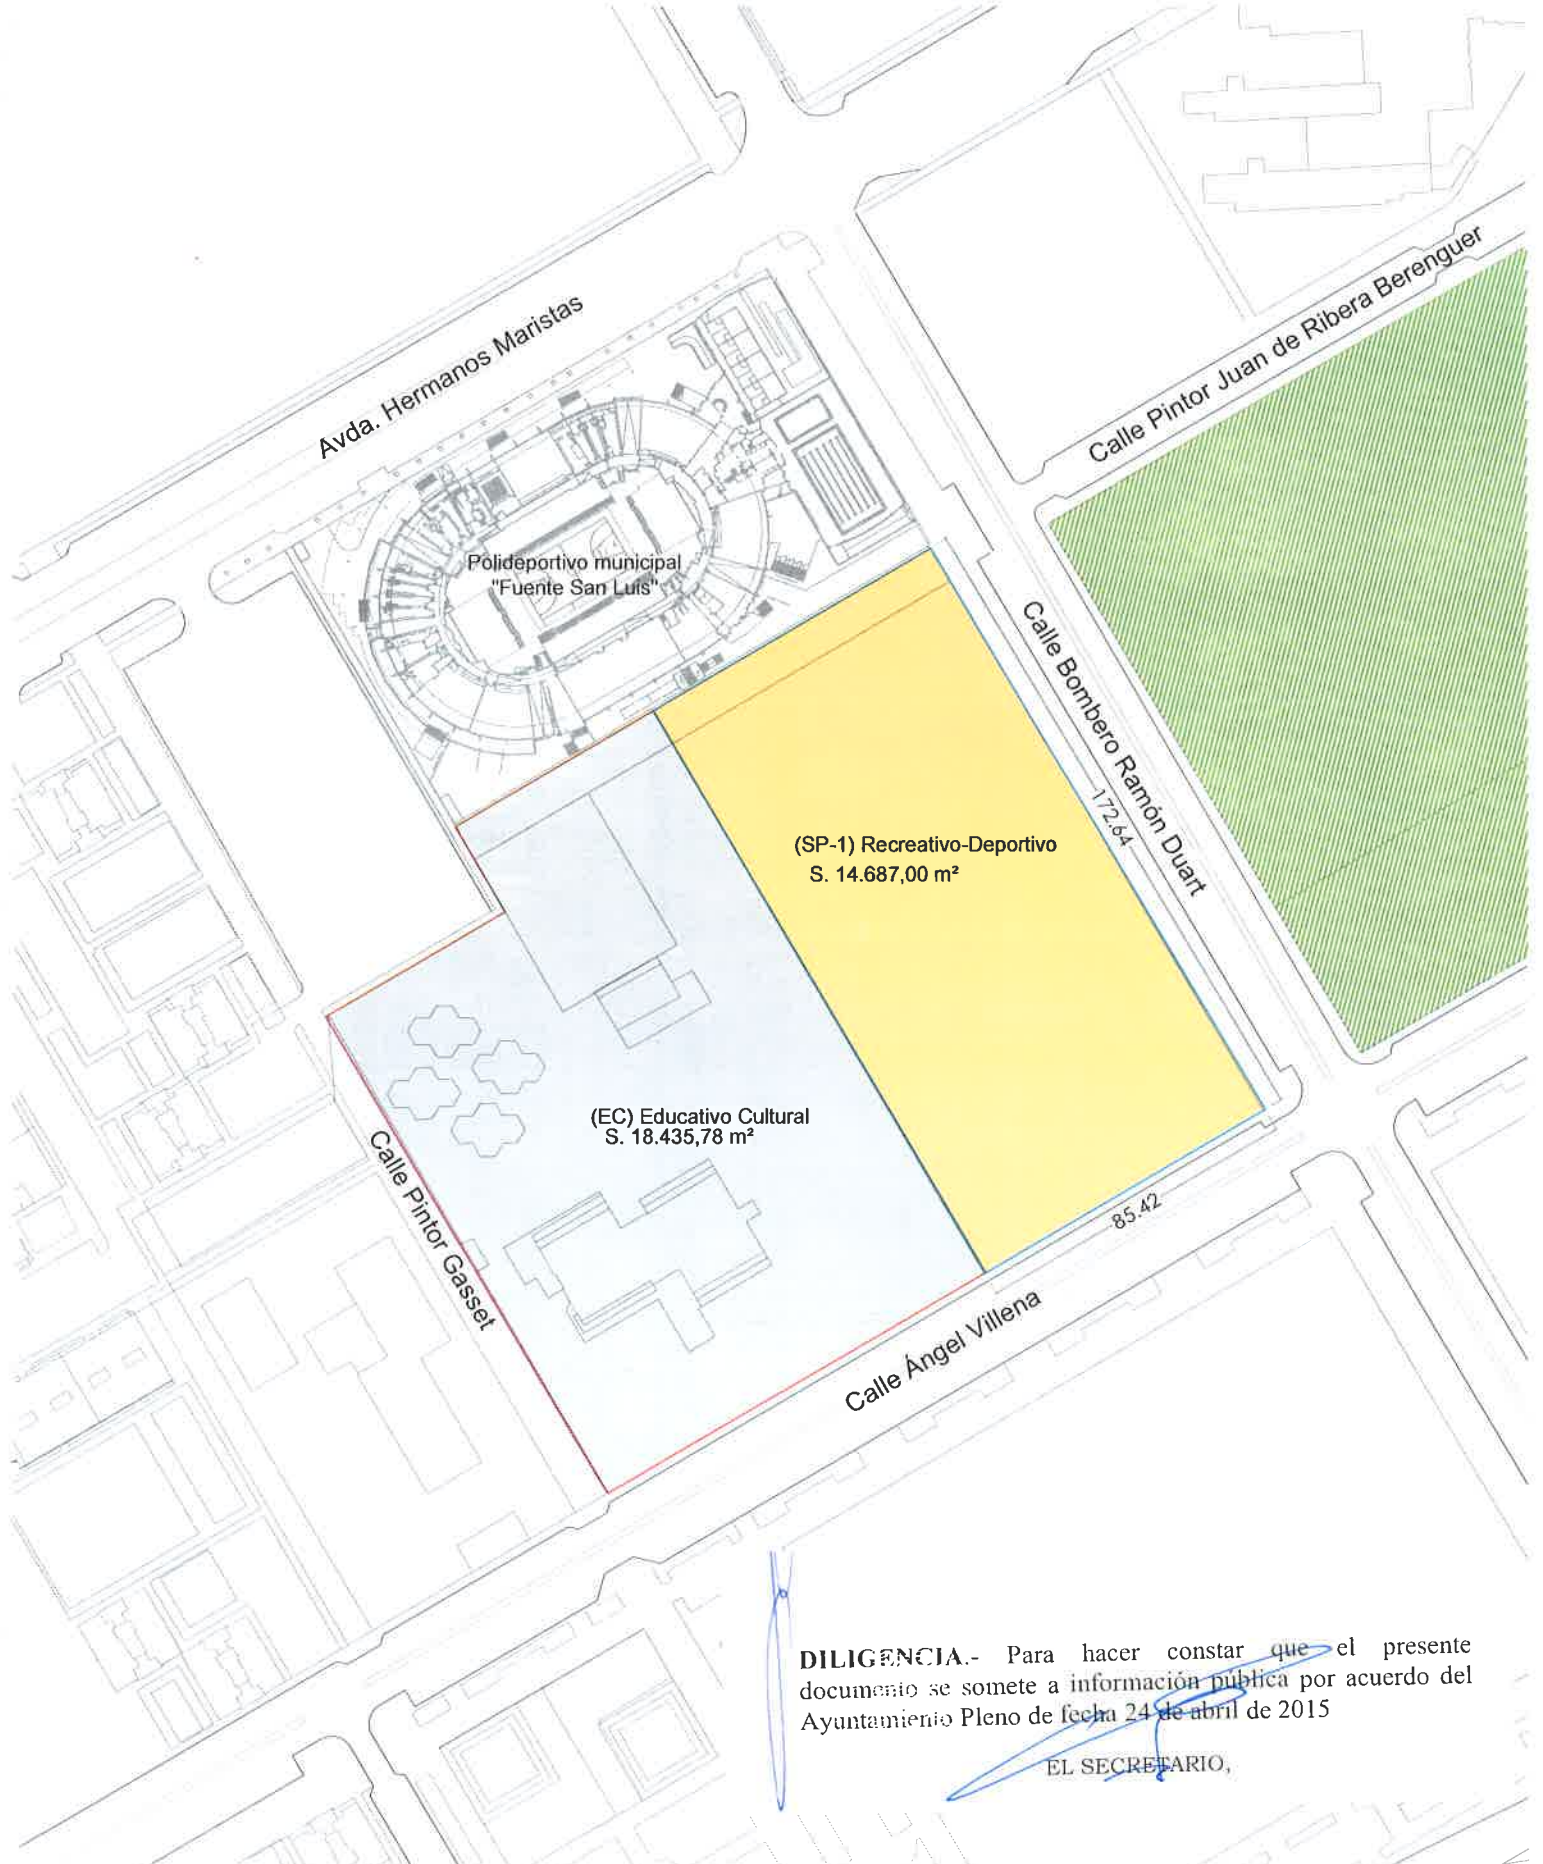 Avda. Hermanos Maristas
Calle Pintor Juan de Ribera Berenguer
Polideportivo municipal
"Fuente San Luis"
Calle Bombero Ramón Duart
172.64
(SP-1) Recreativo-Deportivo
S. 14.687,00 m²
(EC) Educativo Cultural
S. 18.435,78 m²
Calle Pintor Gasset
85.42
Calle Ángel Villena
DILIGENCIA.- Para hacer constar que el presente
documento se somete a información pública por acuerdo del
Ayuntamiento Pleno de fecha 24 de abril de 2015
EL SECRETARIO,